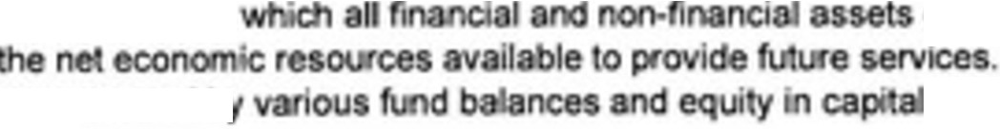 which all financial and non-financial assets
the net economic resources available to provide future services.
various fund balances and equity in capital